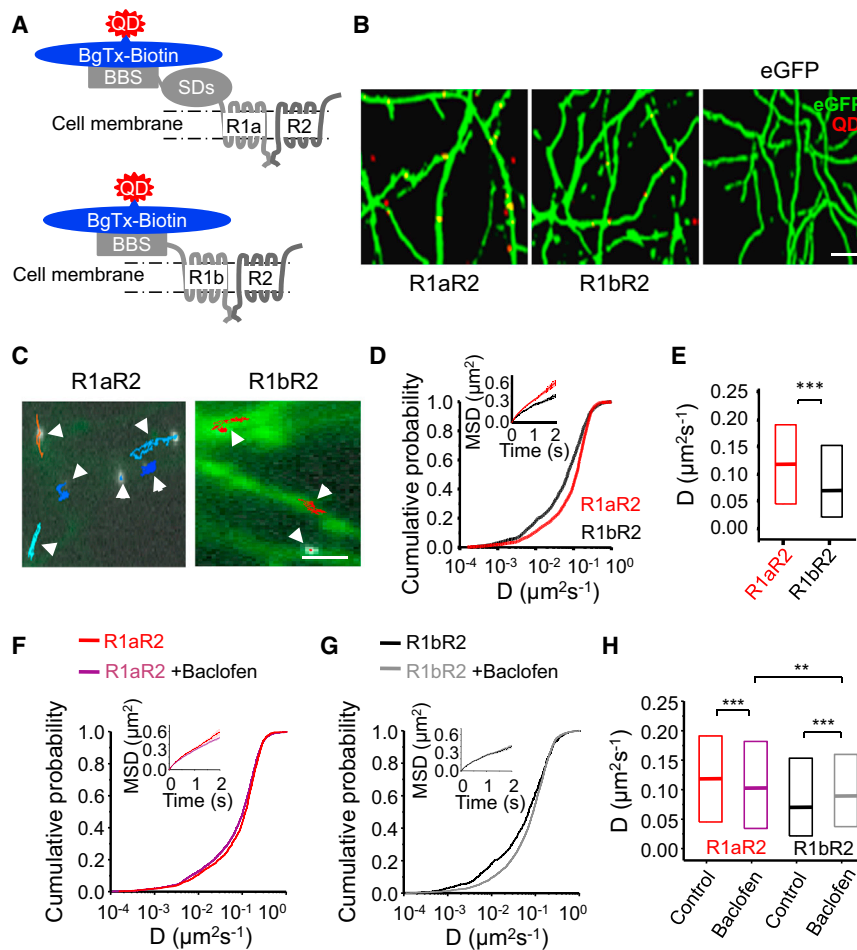 A
QD
BgTx-Biotin
BBS
SDs
Cell membrane
R1a
R2
QD
BgTx-Biotin
BBS
Cell membrane
R1b
R2
B
eGFP
eGFP
QD
R1aR2
R1bR2
C
R1aR2
R1bR2
D
Cumulative probability
1.0
0.8
0.6
0.4
0.2
0.0
10⁻⁴ 10⁻³ 10⁻² 10⁻¹ 10⁰
D (µm²s⁻¹)
MSD (µm²)
0.6
0.3
0.0
0 1 2
Time (s)
R1aR2
R1bR2
E
D (µm²s⁻¹)
0.25
0.20
0.15
0.10
0.05
0.00
***
R1aR2
R1bR2
F
R1aR2
R1aR2 +Baclofen
Cumulative probability
1.0
0.8
0.6
0.4
0.2
0.0
10⁻⁴ 10⁻³ 10⁻² 10⁻¹ 10⁰
D (µm²s⁻¹)
MSD (µm²)
0.6
0.3
0.0
0 1 2
Time (s)
G
R1bR2
R1bR2 +Baclofen
Cumulative probability
1.0
0.8
0.6
0.4
0.2
0.0
10⁻⁴ 10⁻³ 10⁻² 10⁻¹ 10⁰
D (µm²s⁻¹)
MSD (µm²)
0.6
0.3
0.0
0 1 2
Time (s)
H
D (µm²s⁻¹)
0.25
0.20
0.15
0.10
0.05
0.00
**
***
***
R1aR2
R1bR2
Control
Baclofen
Control
Baclofen